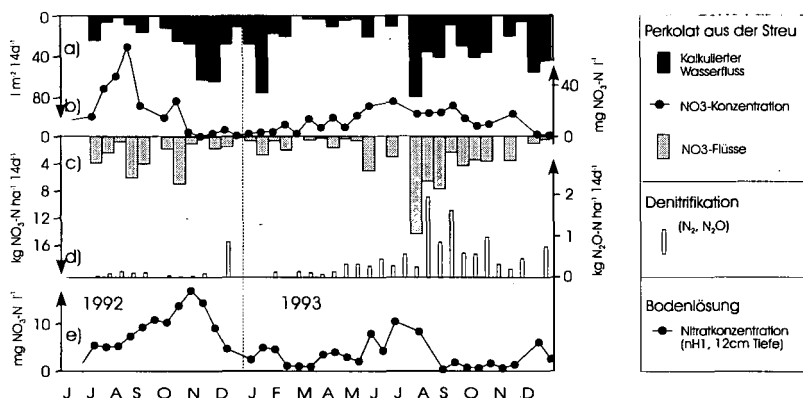 0
40
80
l m⁻² 14d⁻¹
a)
b)
40
0
mg NO₃-N l⁻¹
0
4
8
12
16
kg NO₃-N ha⁻¹ 14d⁻¹
c)
d)
2
1
0
kg N₂O-N ha⁻¹ 14d⁻¹
1992
1993
10
0
mg NO₃-N l⁻¹
e)
J J A S O N D J F M A M J J A S O N D
Perkolat aus der Streu
Kalkulierter
Wasserfluss
NO3-Konzentration
NO3-Flüsse
Denitrifikation
(N₂, N₂O)
Bodenlösung
Nitratkonzentration
(nH1, 12cm Tiefe)